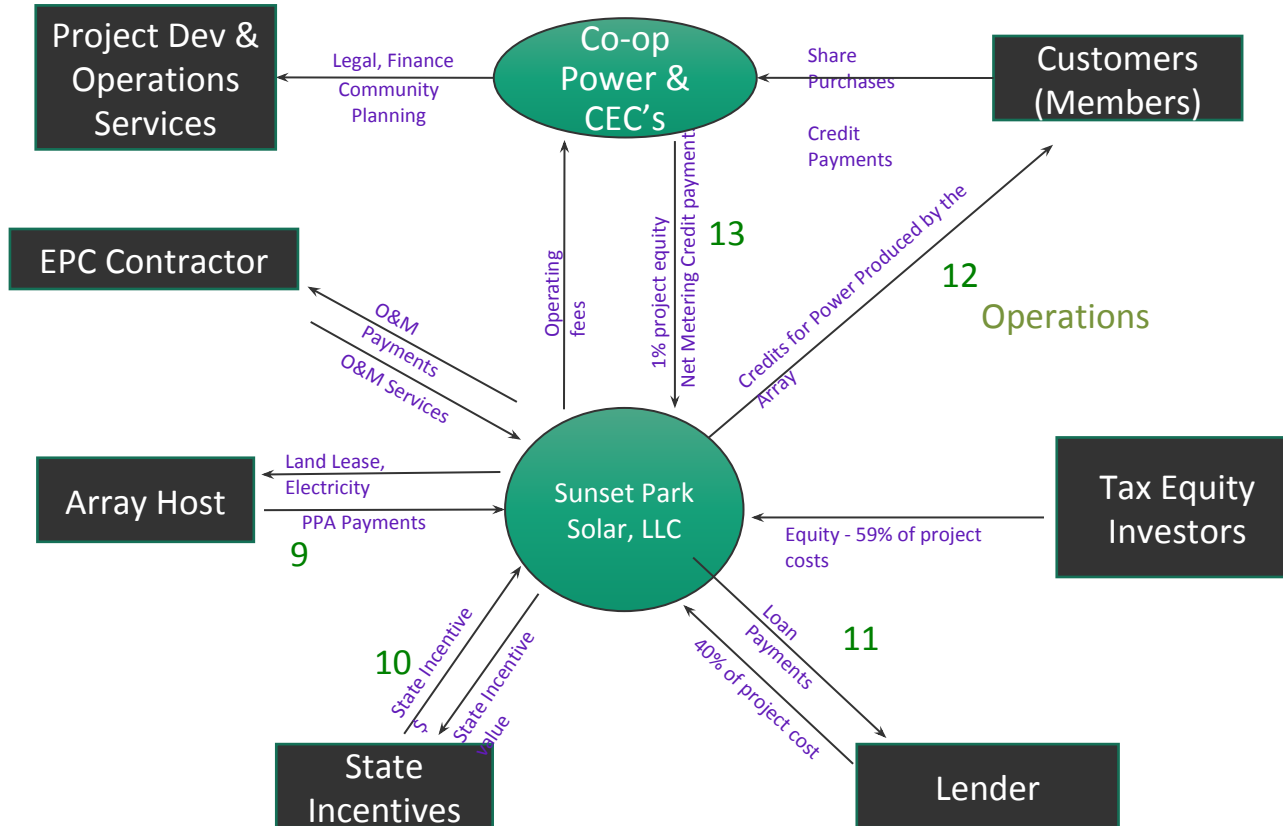 Project Dev &
Operations
Services
Legal, Finance
Community
Planning
Co-op
Power &
CEC's
Share
Purchases
Credit
Payments
Customers
(Members)
EPC Contractor
O&M
Payments
O&M Services
Operating
fees
1% project equity
Net Metering Credit payment
13
Credits for Power Produced by the
Array
12
Operations
Array Host
Land Lease,
Electricity
PPA Payments
9
Sunset Park
Solar, LLC
Equity - 59% of project
costs
Tax Equity
Investors
10
State Incentive
$
State Incentive
value
State
Incentives
Loan
Payments
11
40% of project cost
Lender